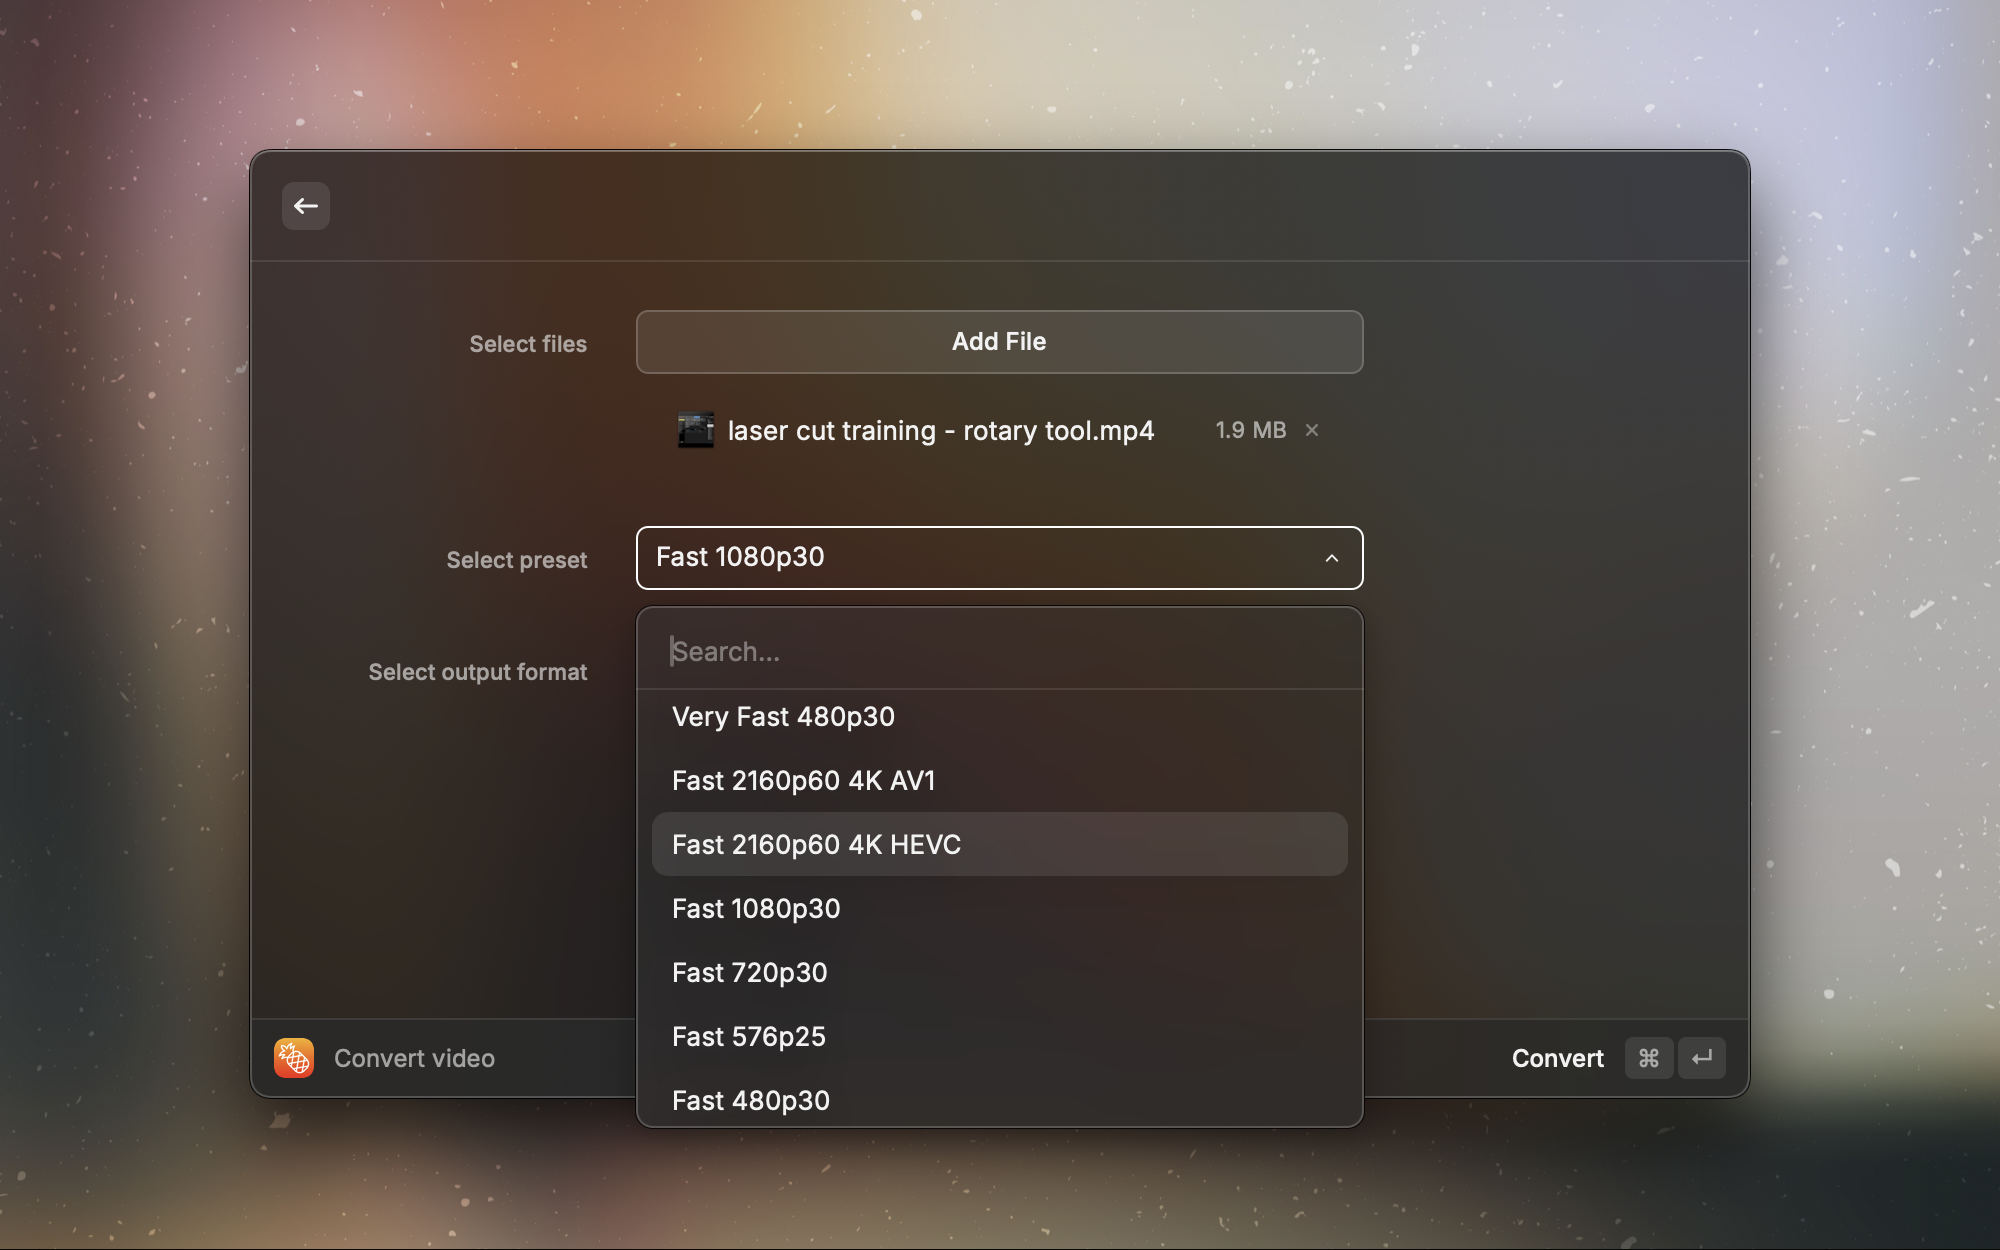 Select files
Add File
laser cut training - rotary tool.mp4
1.9 MB
Select preset
Fast 1080p30
Select output format
Search...
Very Fast 480p30
Fast 2160p60 4K AV1
Fast 2160p60 4K HEVC
Fast 1080p30
Fast 720p30
Fast 576p25
Fast 480p30
Convert video
Convert ⌘ ↵